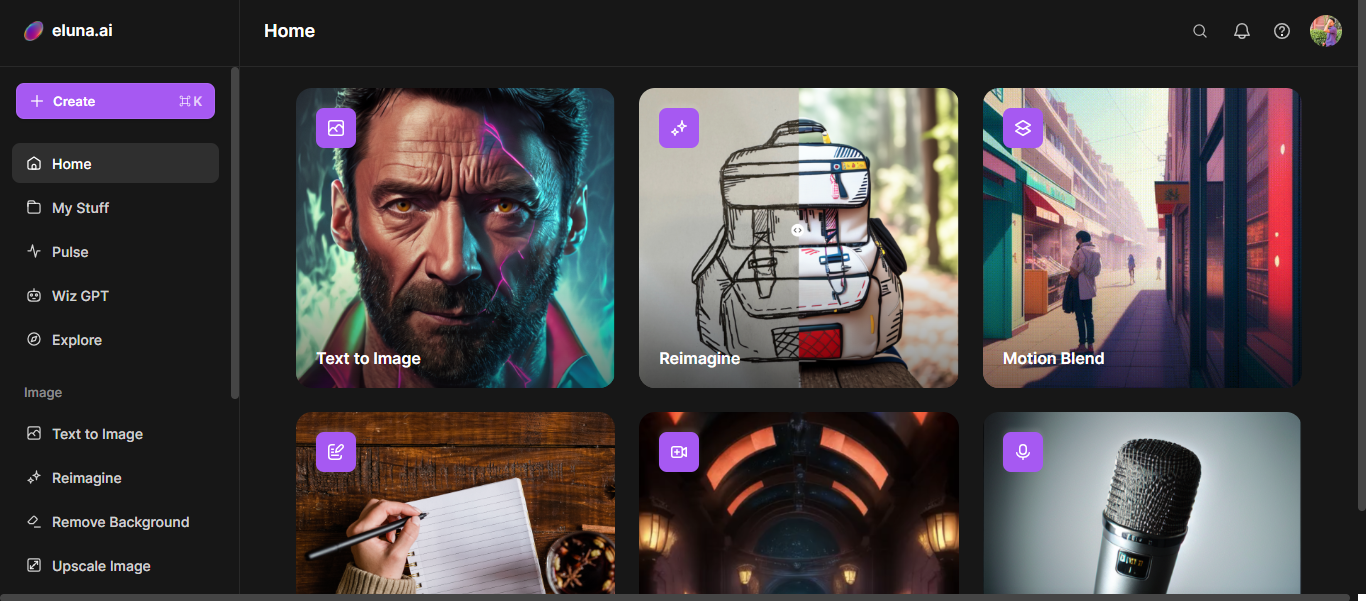 eluna.ai
Home
Create
⌘ K
Home
My Stuff
Pulse
Wiz GPT
Explore
Image
Text to Image
Reimagine
Remove Background
Upscale Image
Text to Image
Reimagine
Motion Blend